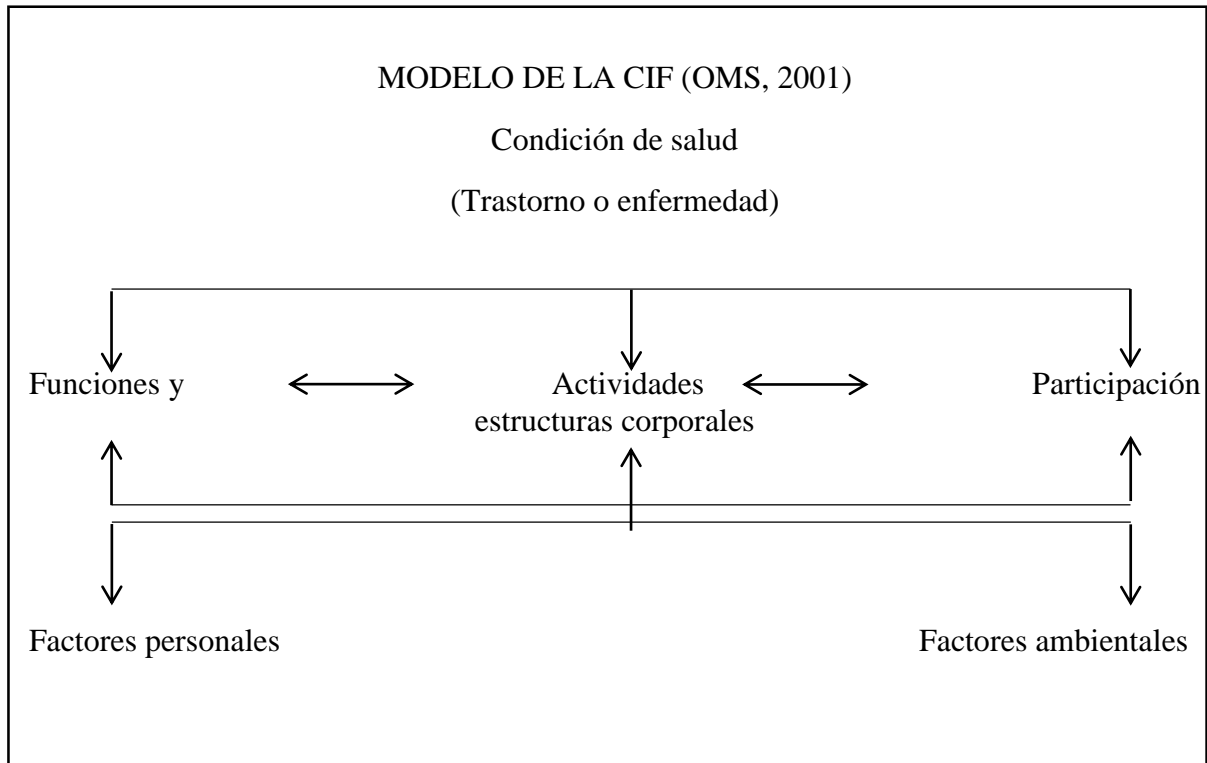 MODELO DE LA CIF (OMS, 2001)
Condición de salud
(Trastorno o enfermedad)
Funciones y Actividades Participación
estructuras corporales
Factores personales Factores ambientales